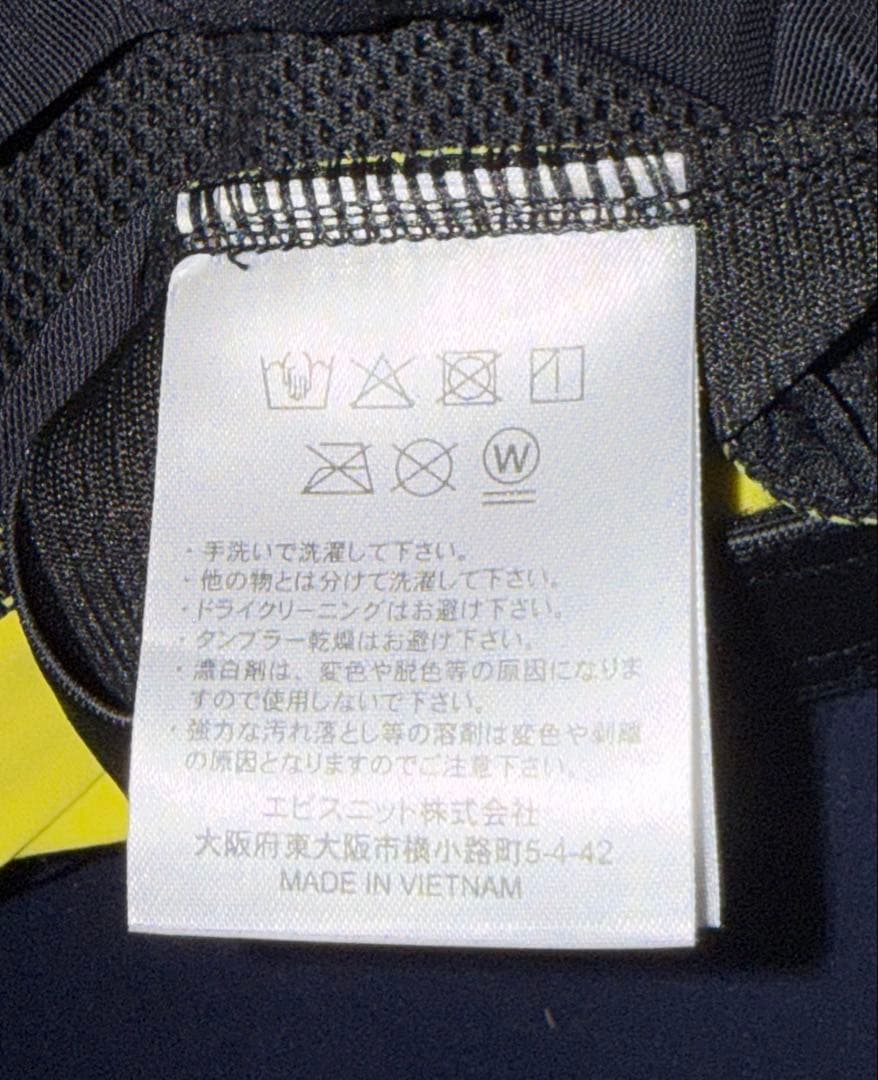 W
・手洗いで洗濯して下さい。
・他の物とは分けて洗濯して下さい。
・ドライクリーニングはお避け下さい。
・タンブラー乾燥はお避け下さい。
・漂白剤は、変色や脱色等の原因になりま
すので使用しないで下さい。
・強力な汚れ落とし等の溶剤は変色や剥離
の原因となりますのでご注意下さい。
エビスニット株式会社
大阪府東大阪市横小路町5-4-42
MADE IN VIETNAM